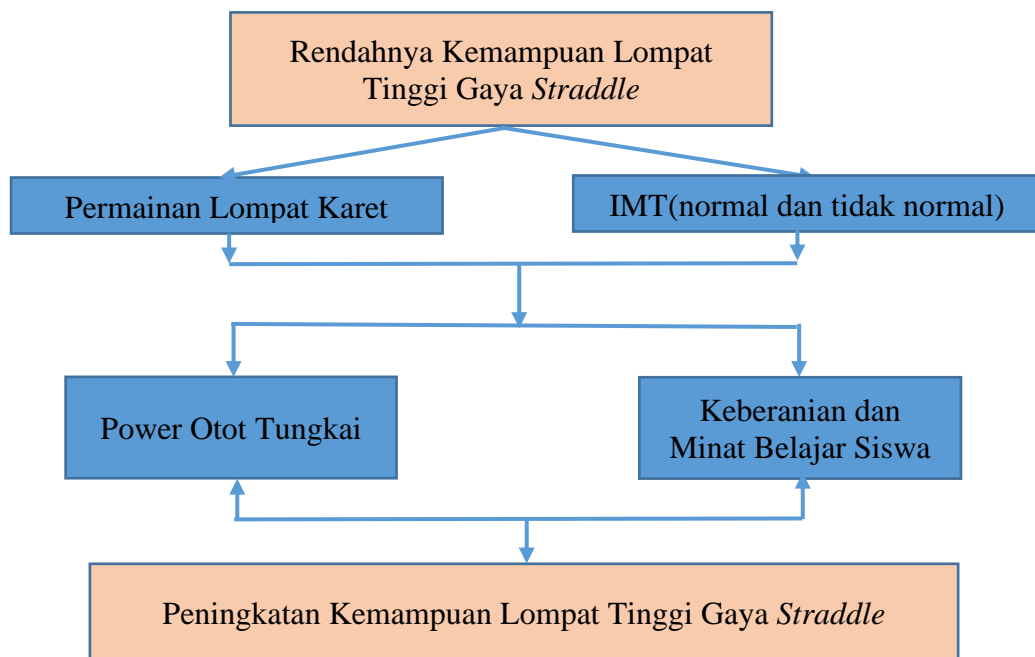 Rendahnya Kemampuan Lompat
Tinggi Gaya Straddle
Permainan Lompat Karet
IMT(normal dan tidak normal)
Power Otot Tungkai
Keberanian dan
Minat Belajar Siswa
Peningkatan Kemampuan Lompat Tinggi Gaya Straddle